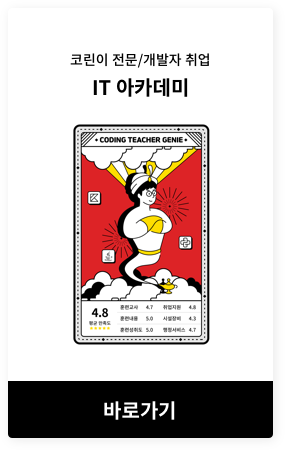 코린이 전문/개발자 취업
IT 아카데미
• CODING TEACHER GENIE •
4.8
평균 만족도
★★★★★
훈련교사 4.7 취업지원 4.8
훈련내용 5.0 시설장비 4.3
훈련성취도 5.0 행정서비스 4.7
바로가기